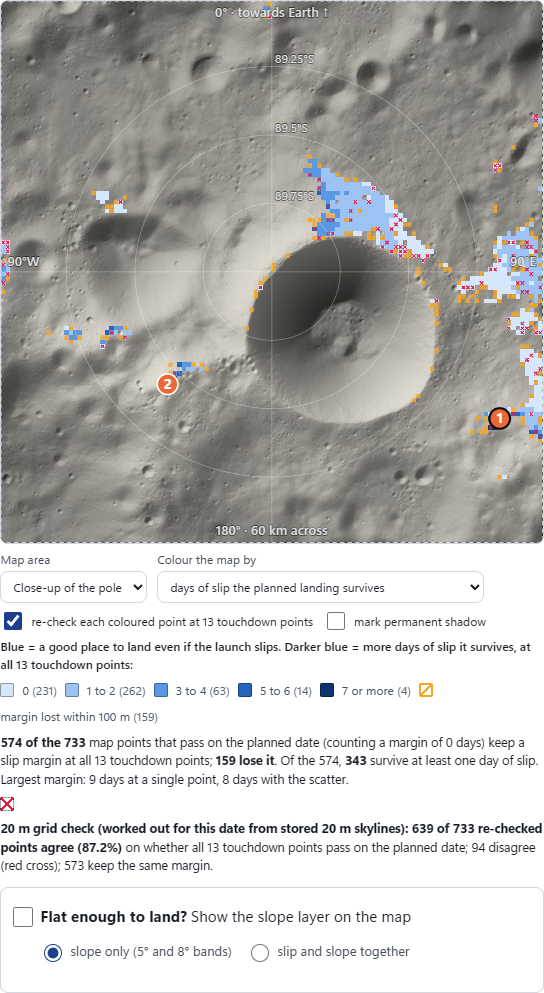 0° · towards Earth ↑
89.25°S
89.5°S
89.75°S
90°W
90°E
2
1
180° · 60 km across
Map area
Colour the map by
Close-up of the pole
days of slip the planned landing survives
re-check each coloured point at 13 touchdown points
mark permanent shadow
Blue = a good place to land even if the launch slips. Darker blue = more days of slip it survives, at
all 13 touchdown points:
0 (231) 1 to 2 (262) 3 to 4 (63) 5 to 6 (14) 7 or more (4)
margin lost within 100 m (159)
574 of the 733 map points that pass on the planned date (counting a margin of 0 days) keep a
slip margin at all 13 touchdown points; 159 lose it. Of the 574, 343 survive at least one day of slip.
Largest margin: 9 days at a single point, 8 days with the scatter.
20 m grid check (worked out for this date from stored 20 m skylines): 639 of 733 re-checked
points agree (87.2%) on whether all 13 touchdown points pass on the planned date; 94 disagree
(red cross); 573 keep the same margin.
Flat enough to land? Show the slope layer on the map
slope only (5° and 8° bands)
slip and slope together